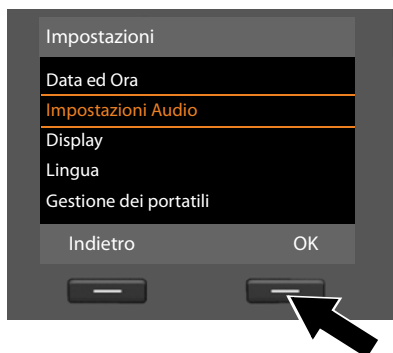 Impostazioni
Data ed Ora
Impostazioni Audio
Display
Lingua
Gestione dei portatili
Indietro OK